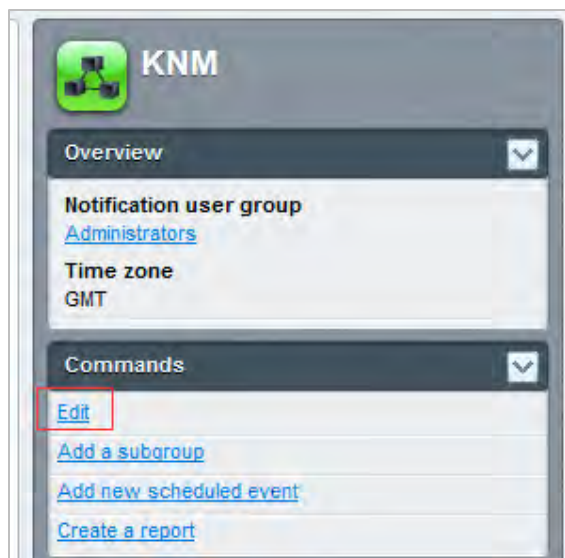 KNM
Overview
Notification user group
Administrators
Time zone
GMT
Commands
Edit
Add a subgroup
Add new scheduled event
Create a report